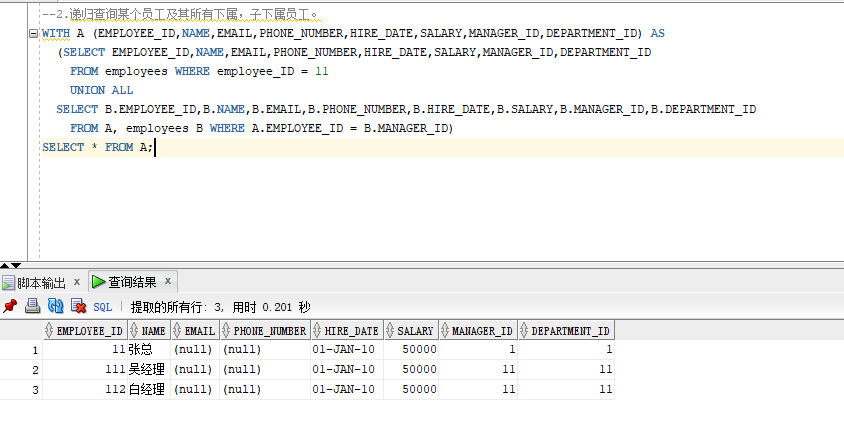 --2.递归查询某个员工及其所有下属，子下属员工。
WITH A (EMPLOYEE_ID,NAME,EMAIL,PHONE_NUMBER,HIRE_DATE,SALARY,MANAGER_ID,DEPARTMENT_ID) AS
(SELECT EMPLOYEE_ID,NAME,EMAIL,PHONE_NUMBER,HIRE_DATE,SALARY,MANAGER_ID,DEPARTMENT_ID
FROM employees WHERE employee_ID = 11
UNION ALL
SELECT B.EMPLOYEE_ID,B.NAME,B.EMAIL,B.PHONE_NUMBER,B.HIRE_DATE,B.SALARY,B.MANAGER_ID,B.DEPARTMENT_ID
FROM A, employees B WHERE A.EMPLOYEE_ID = B.MANAGER_ID)
SELECT * FROM A;
脚本输出 x 查询结果 x
SQL | 提取的所有行: 3, 用时 0.201 秒
EMPLOYEE_ID NAME EMAIL PHONE_NUMBER HIRE_DATE SALARY MANAGER_ID DEPARTMENT_ID
1 11 张总 (null) (null) 01-JAN-10 50000 1 1
2 111 吴经理 (null) (null) 01-JAN-10 50000 11 11
3 112 白经理 (null) (null) 01-JAN-10 50000 11 11